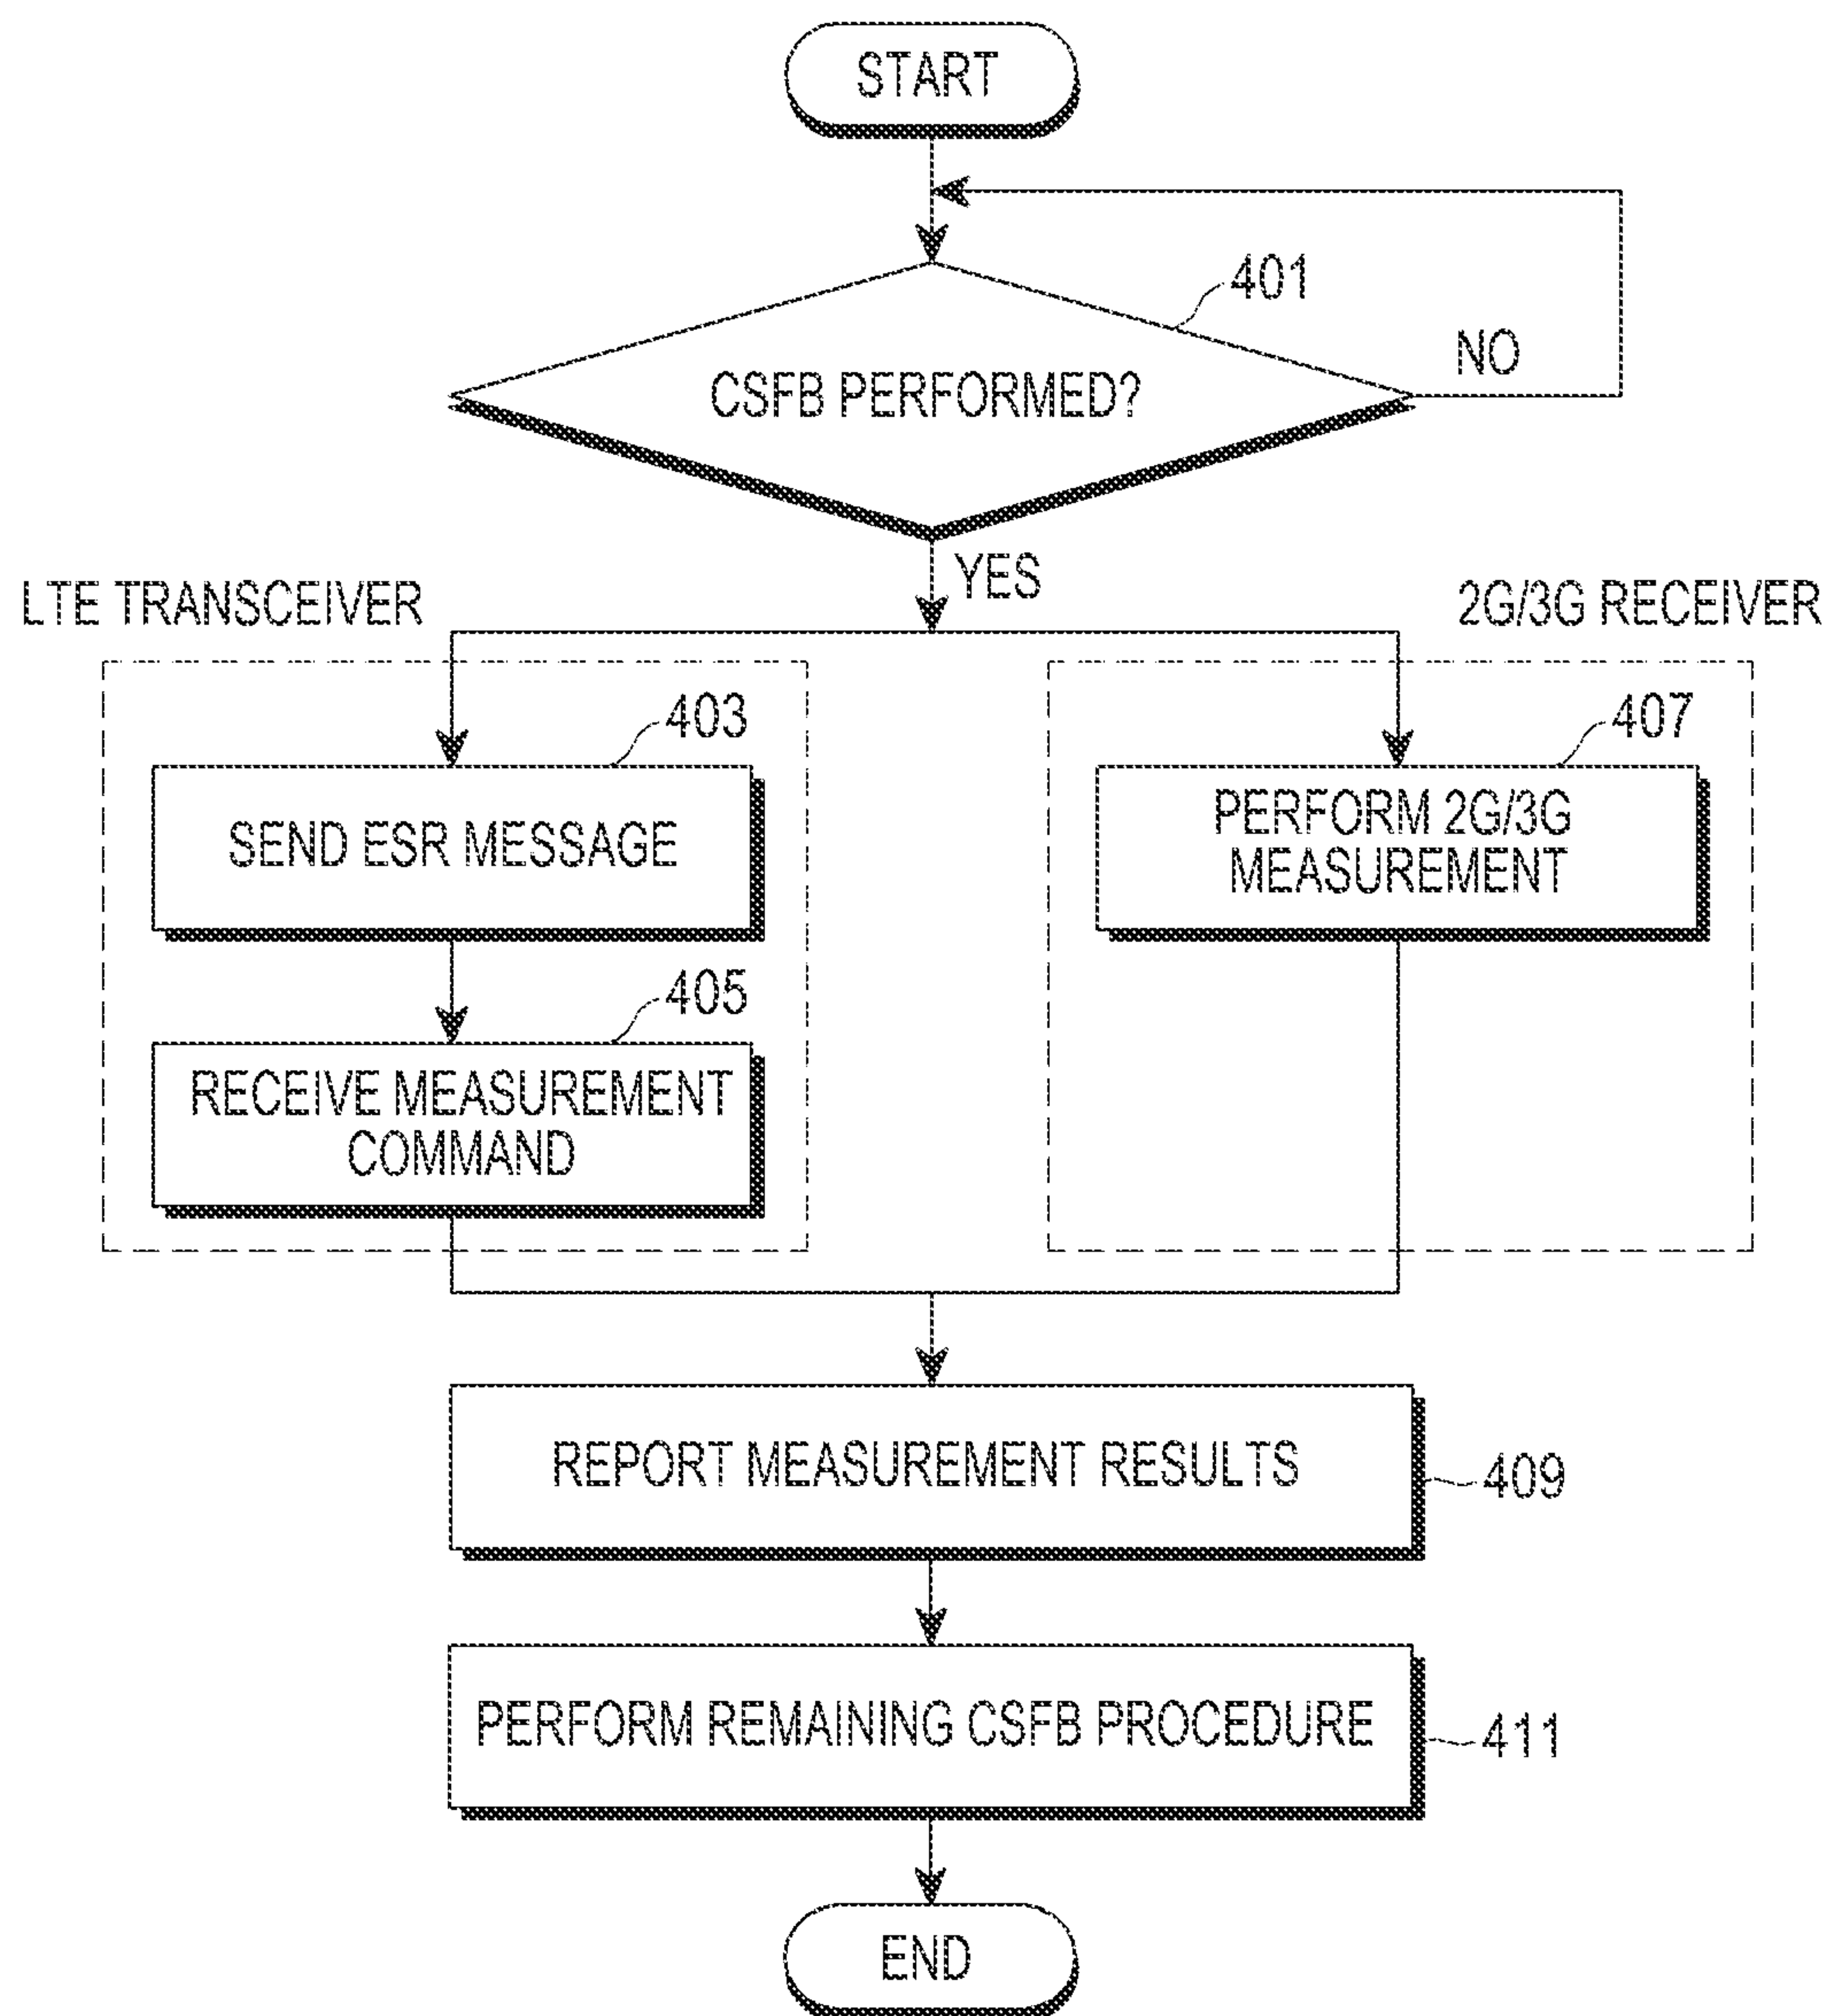 START
401
NO
CSFB PERFORMED?
YES
LTE TRANSCEIVER
2G/3G RECEIVER
403
SEND ESR MESSAGE
405
RECEIVE MEASUREMENT
COMMAND
407
PERFORM 2G/3G
MEASUREMENT
REPORT MEASUREMENT RESULTS
409
PERFORM REMAINING CSFB PROCEDURE
411
END